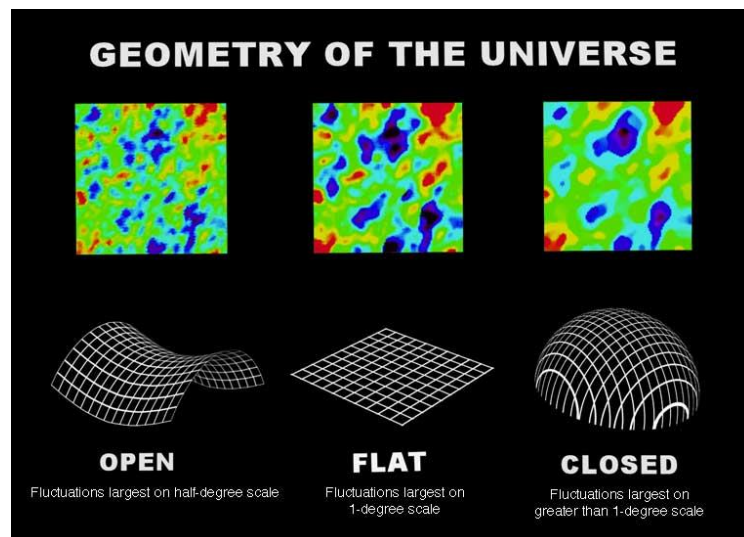 GEOMETRY OF THE UNIVERSE
OPEN
Fluctuations largest on half-degree scale
FLAT
Fluctuations largest on
1-degree scale
CLOSED
Fluctuations largest on
greater than 1-degree scale